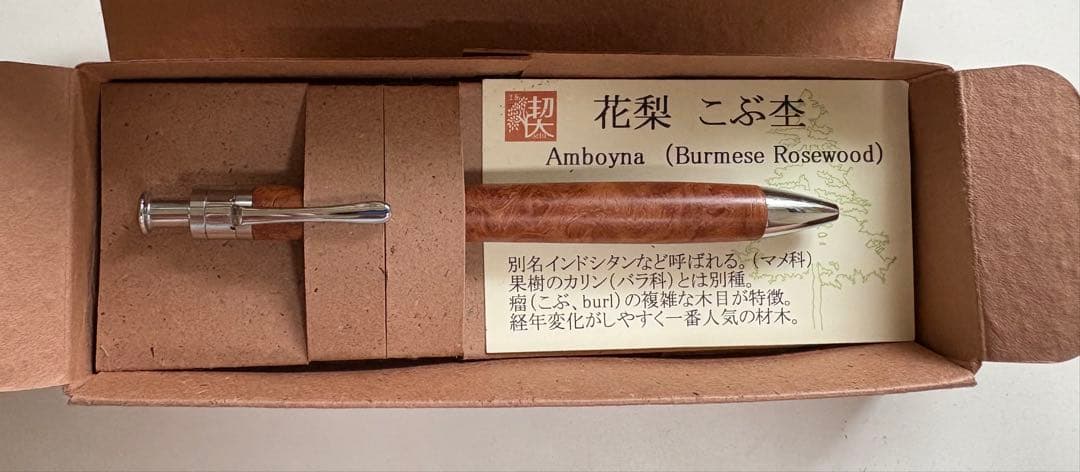 花梨 こぶ杢
Amboyna (Burmese Rosewood)
別名インドシタンなど呼ばれる。(マメ科)
果樹のカリン(バラ科)とは別種。
瘤(こぶ、burl)の複雑な木目が特徴。
経年変化がしやすく一番人気の材木。